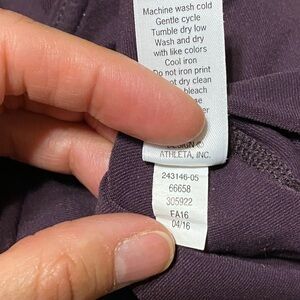 Machine wash cold
Gentle cycle
Tumble dry low
Wash and dry
with like colors
Cool iron
Do not iron print
not dry clean
bleach
DESIGN ©
ATHLETA, INC.
243146-05
66658
305922
FA16
04/16